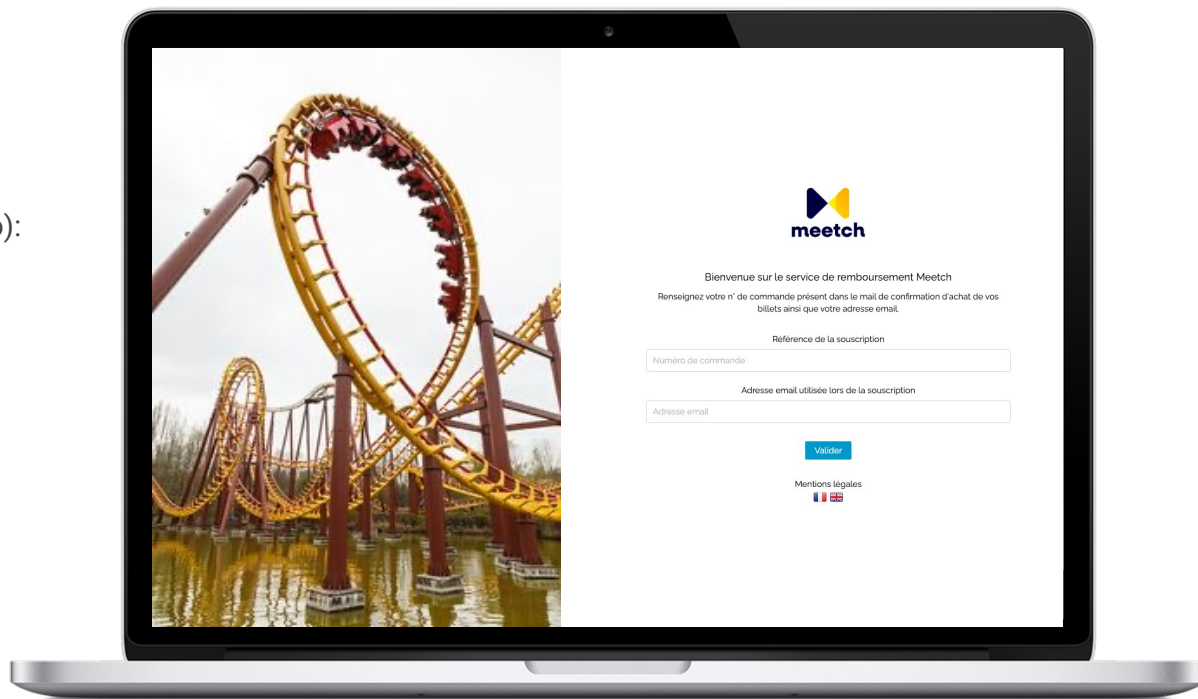 ):
meetch
Bienvenue sur le service de remboursement Meetch
Renseignez votre n° de commande présent dans le mail de confirmation d'achat de vos
billets ainsi que votre adresse email.
Référence de la souscription
Numéro de commande
Adresse email utilisée lors de la souscription
Adresse email
Valider
Mentions légales